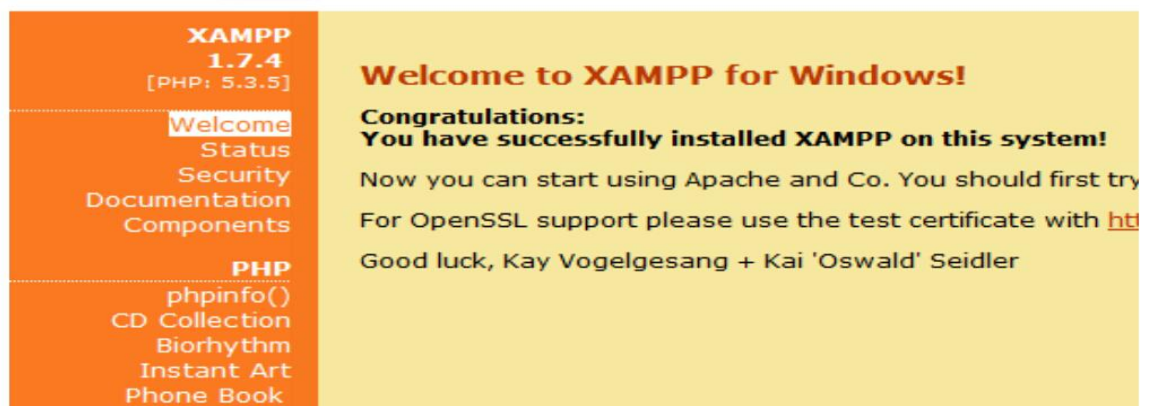 XAMPP
1.7.4
[PHP: 5.3.5]
Welcome
Status
Security
Documentation
Components
PHP
phpinfo()
CD Collection
Biorhythm
Instant Art
Phone Book
Welcome to XAMPP for Windows!
Congratulations:
You have successfully installed XAMPP on this system!
Now you can start using Apache and Co. You should first try
For OpenSSL support please use the test certificate with
Good luck, Kay Vogelgesang + Kai 'Oswald' Seidler